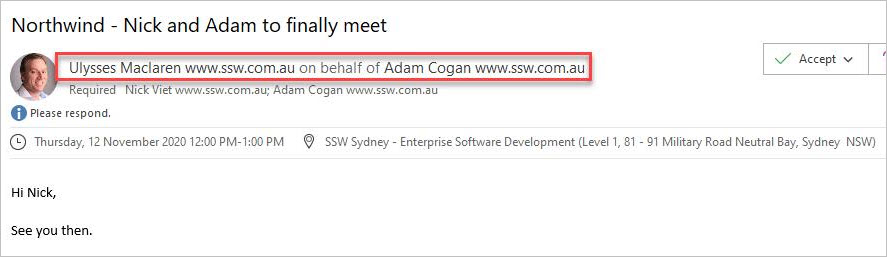 Northwind - Nick and Adam to finally meet
Ulysses Maclaren www.ssw.com.au on behalf of Adam Cogan www.ssw.com.au
Accept
Required Nick Viet www.ssw.com.au; Adam Cogan www.ssw.com.au
Please respond.
Thursday, 12 November 2020 12:00 PM-1:00 PM SSW Sydney - Enterprise Software Development (Level 1, 81 - 91 Military Road Neutral Bay, Sydney NSW)
Hi Nick,
See you then.